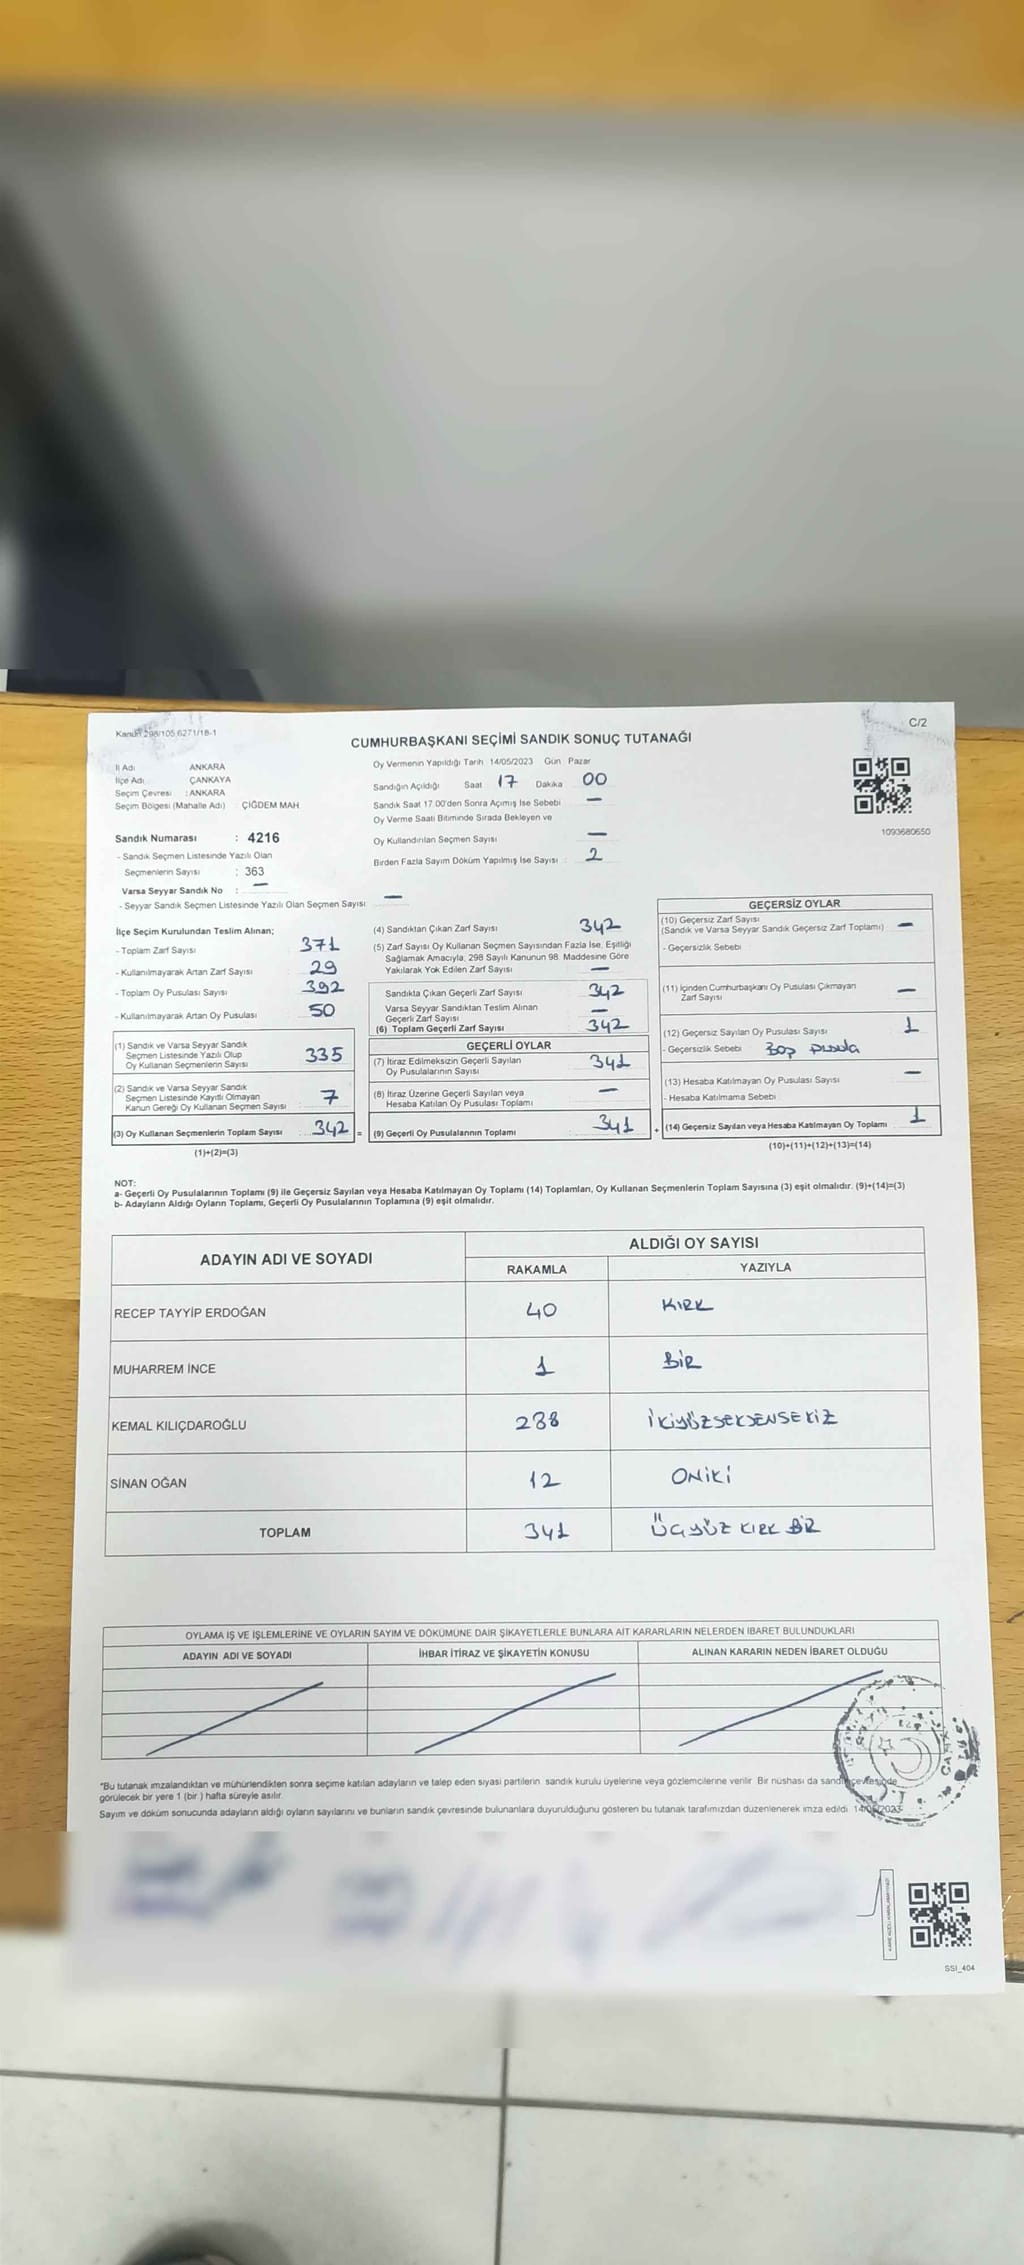 Kanun 298/105,6271/18-1
C/2
CUMHURBAŞKANI SEÇİMİ SANDIK SONUÇ TUTANAĞI
İl Adı ANKARA
İlçe Adı ÇANKAYA
Seçim Çevresi : ANKARA
Seçim Bölgesi (Mahalle Adı) ÇİĞDEM MAH.
Sandık Numarası : 4216
- Sandık Seçmen Listesinde Yazılı Olan
Seçmenlerin Sayısı : 363
Varsa Seyyar Sandık No : —
- Seyyar Sandık Seçmen Listesinde Yazılı Olan Seçmen Sayısı: —
Oy Vermenin Yapıldığı Tarih 14/05/2023 Gün Pazar
Sandığın Açıldığı Saat 17 Dakika 00
Sandık Saat 17.00'den Sonra Açımış İse Sebebi —
Oy Verme Saati Bitiminde Sırada Bekleyen ve
Oy Kullandırılan Seçmen Sayısı —
Birden Fazla Sayım Döküm Yapılmış İse Sayısı : 2
1093680650
İlçe Seçim Kurulundan Teslim Alınan;
- Toplam Zarf Sayısı 371
- Kullanılmayarak Artan Zarf Sayısı 29
- Toplam Oy Pusulası Sayısı 392
- Kullanılmayarak Artan Oy Pusulası 50
(1) Sandık ve Varsa Seyyar Sandık
Seçmen Listesinde Yazılı Olup
Oy Kullanan Seçmenlerin Sayısı 335
(2) Sandık ve Varsa Seyyar Sandık
Seçmen Listesinde Kayıtlı Olmayan
Kanun Gereği Oy Kullanan Seçmen Sayısı 7
(3) Oy Kullanan Seçmenlerin Toplam Sayısı 342 =
(1)+(2)=(3)
(4) Sandıktan Çıkan Zarf Sayısı 342
(5) Zarf Sayısı Oy Kullanan Seçmen Sayısından Fazla İse, Eşitliği
Sağlamak Amacıyla, 298 Sayılı Kanunun 98. Maddesine Göre
Yakılarak Yok Edilen Zarf Sayısı —
Sandıkta Çıkan Geçerli Zarf Sayısı 342
Varsa Seyyar Sandıktan Teslim Alınan
Geçerli Zarf Sayısı —
(6) Toplam Geçerli Zarf Sayısı 342
GEÇERLİ OYLAR
(7) İtiraz Edilmeksizin Geçerli Sayılan
Oy Pusulalarının Sayısı 341
(8) İtiraz Üzerine Geçerli Sayılan veya
Hesaba Katılan Oy Pusulası Toplamı —
(9) Geçerli Oy Pusulalarının Toplamı 341 +
GEÇERSİZ OYLAR
(10) Geçersiz Zarf Sayısı
(Sandık ve Varsa Seyyar Sandık Geçersiz Zarf Toplamı) —
- Geçersizlik Sebebi
(11) İçinden Cumhurbaşkanı Oy Pusulası Çıkmayan
Zarf Sayısı —
(12) Geçersiz Sayılan Oy Pusulası Sayısı 1
- Geçersizlik Sebebi Boş pusula
(13) Hesaba Katılmayan Oy Pusulası Sayısı —
- Hesaba Katılmama Sebebi
(14) Geçersiz Sayılan veya Hesaba Katılmayan Oy Toplamı 1
(10)+(11)+(12)+(13)=(14)
NOT:
a- Geçerli Oy Pusulalarının Toplamı (9) ile Geçersiz Sayılan veya Hesaba Katılmayan Oy Toplamı (14) Toplamları, Oy Kullanan Seçmenlerin Toplam Sayısına (3) eşit olmalıdır. (9)+(14)=(3)
b- Adayların Aldığı Oyların Toplamı, Geçerli Oy Pusulalarının Toplamına (9) eşit olmalıdır.
ADAYIN ADI VE SOYADI
ALDIĞI OY SAYISI
RAKAMLA YAZIYLA
RECEP TAYYİP ERDOĞAN 40 KIRK
MUHARREM İNCE 1 BİR
KEMAL KILIÇDAROĞLU 288 İKİYÜZSEKSENSEKİZ
SİNAN OĞAN 12 ONİKİ
TOPLAM 341 ÜÇYÜZ KIRK BİR
OYLAMA İŞ VE İŞLEMLERİNE VE OYLARIN SAYIM VE DÖKÜMÜNE DAİR ŞİKAYETLERLE BUNLARA AİT KARARLARIN NELERDEN İBARET BULUNDUKLARI
ADAYIN ADI VE SOYADI İHBAR İTİRAZ VE ŞİKAYETİN KONUSU ALINAN KARARIN NEDEN İBARET OLDUĞU
*Bu tutanak imzalandıktan ve mühürlendikten sonra seçime katılan adayların ve talep eden siyasi partilerin sandık kurulu üyelerine veya gözlemcilerine verilir. Bir nüshası da sandık çevresinde
görülecek bir yere 1 (bir) hafta süreyle asılır.
Sayım ve döküm sonucunda adayların aldığı oyların sayılarını ve bunların sandık çevresinde bulunanlara duyurulduğunu gösteren bu tutanak tarafımızdan düzenlenerek imza edildi. 14/05/2023
SSI_404